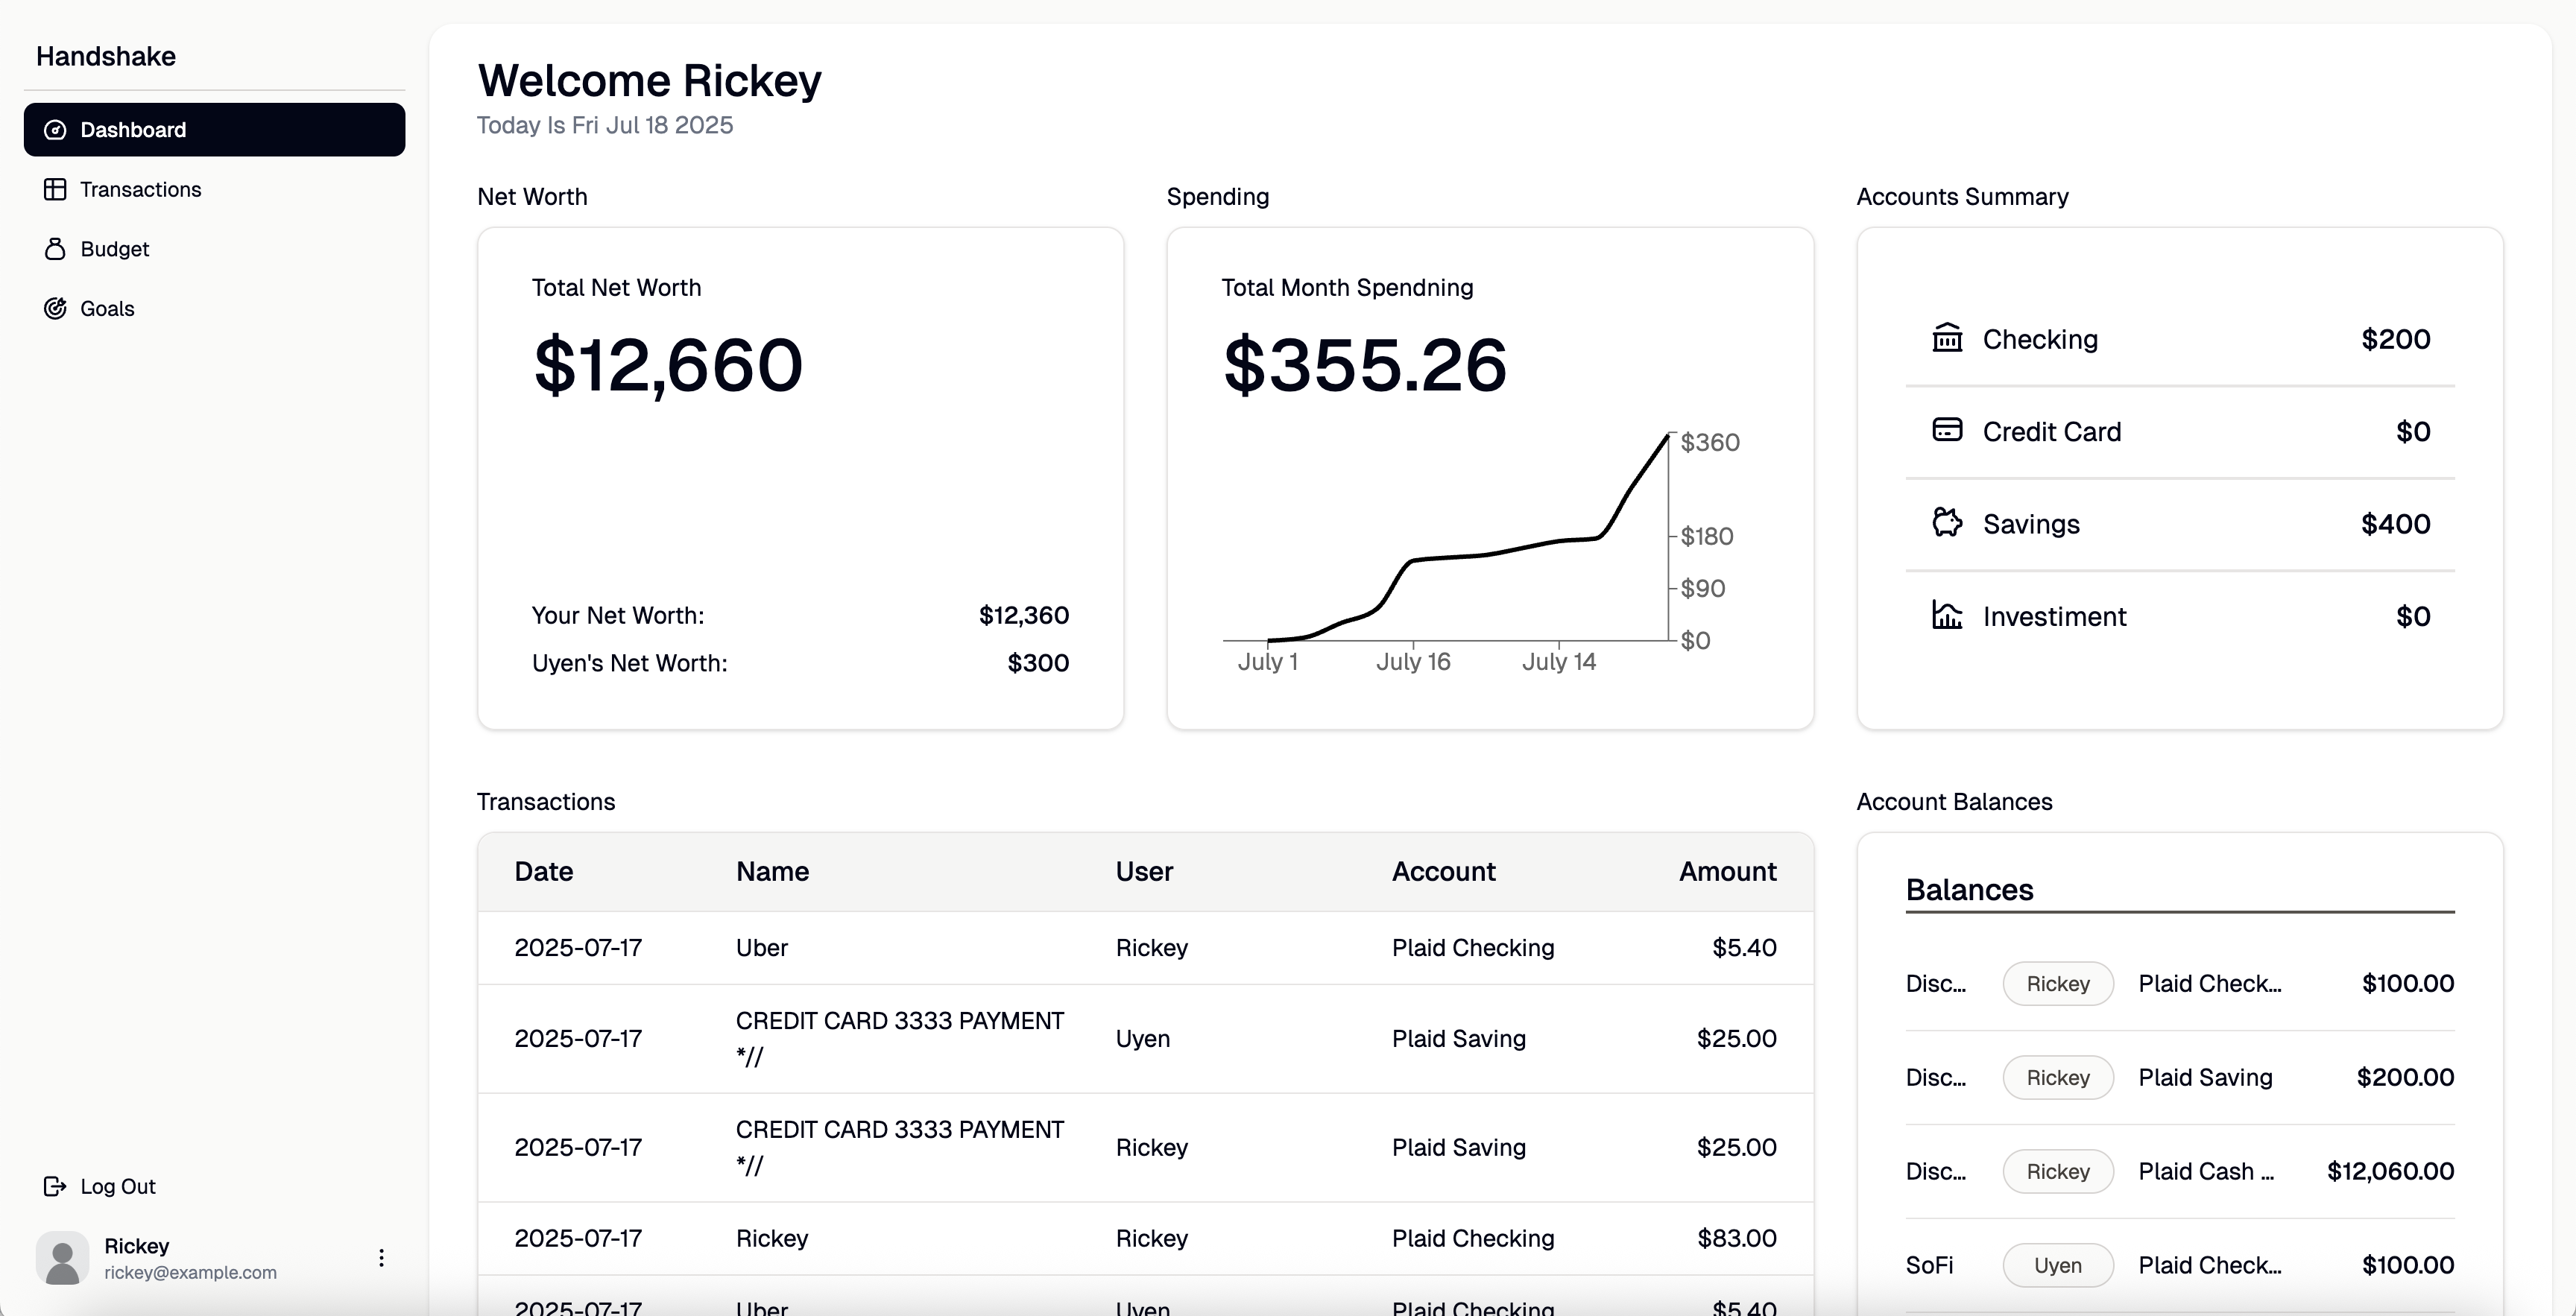 Handshake
Dashboard
Transactions
Budget
Goals
Log Out
Rickey
rickey@example.com
Welcome Rickey
Today Is Fri Jul 18 2025
Net Worth
Total Net Worth
$12,660
Your Net Worth: $12,360
Uyen's Net Worth: $300
Spending
Total Month Spendning
$355.26
$360
$180
$90
$0
July 1 July 16 July 14
Accounts Summary
Checking $200
Credit Card $0
Savings $400
Investiment $0
Transactions
Date Name User Account Amount
2025-07-17 Uber Rickey Plaid Checking $5.40
2025-07-17 CREDIT CARD 3333 PAYMENT Uyen Plaid Saving $25.00
*//
2025-07-17 CREDIT CARD 3333 PAYMENT Rickey Plaid Saving $25.00
*//
2025-07-17 Rickey Rickey Plaid Checking $83.00
2025-07-17 Uber Uyen Plaid Checking $5.40
Account Balances
Balances
Disc... Rickey Plaid Check... $100.00
Disc... Rickey Plaid Saving $200.00
Disc... Rickey Plaid Cash ... $12,060.00
SoFi Uyen Plaid Check... $100.00